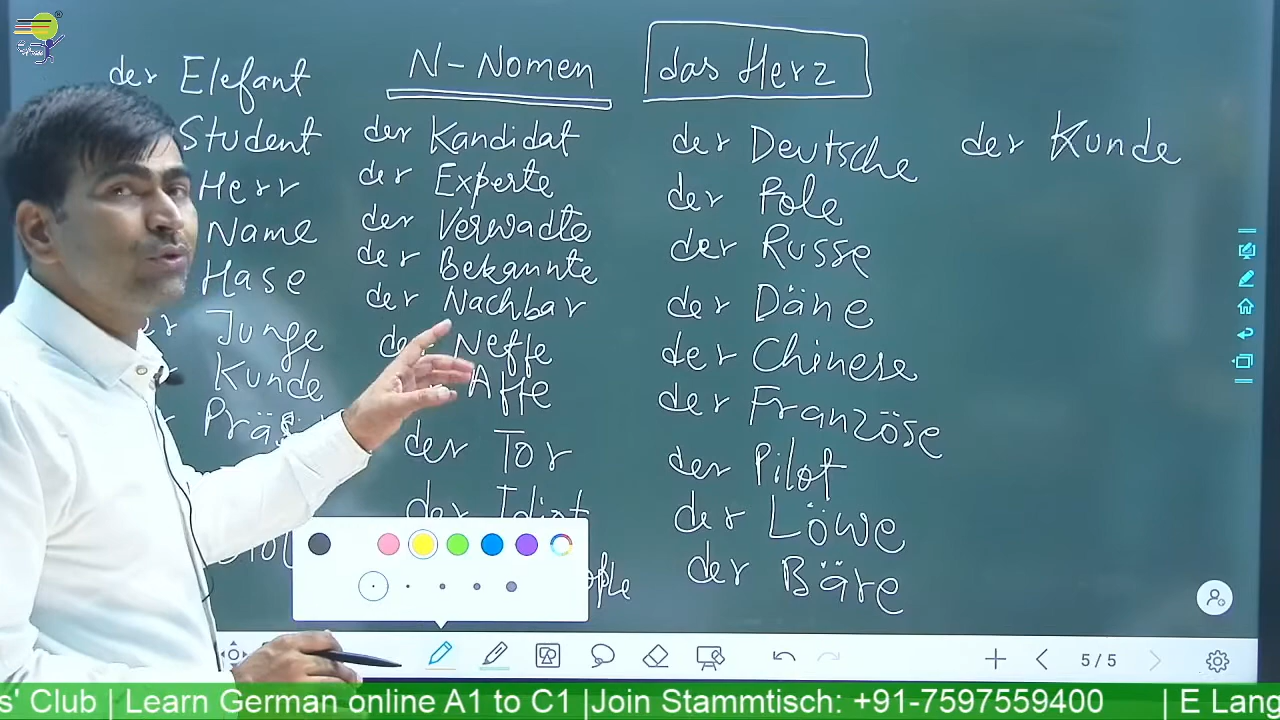 der Elefant
Student
Herr
Name
Hase
er Junge
Kunde
N-Nomen
der Kandidat
der Experte
der Verwadte
der Bekannte
der Nachbar
Neffe
Affe
der Tor
der Idiot
das Herz
der Deutsche
der Pole
der Russe
der Däne
der Chinese
der Französe
der Pilot
der Löwe
der Bäre
der Kunde
5/5
s' Club | Learn German online A1 to C1 |Join Stammtisch: +91-7597559400 | E Lang